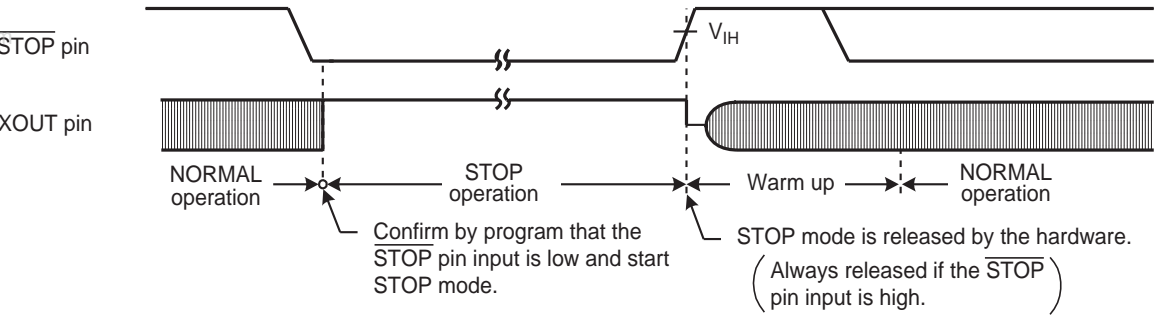 STOP pin
VIH
XOUT pin
NORMAL operation
STOP operation
Warm up
NORMAL operation
Confirm by program that the
STOP pin input is low and start
STOP mode.
STOP mode is released by the hardware.
(Always released if the STOP
pin input is high.)